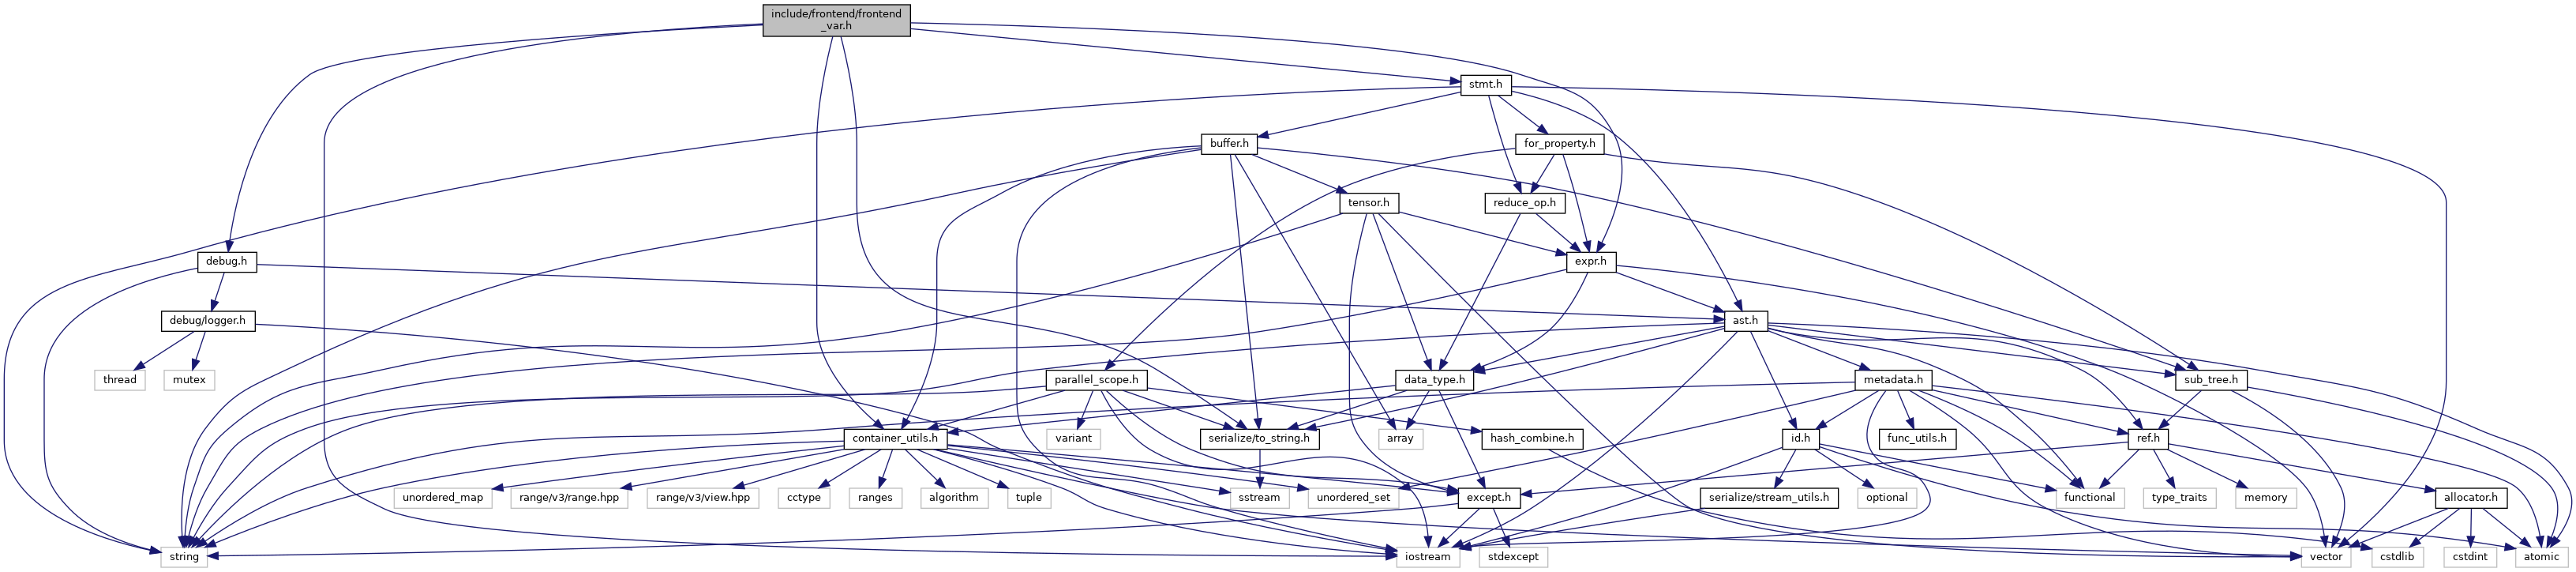 include/frontend/frontend
_var.h
stmt.h
buffer.h
for_property.h
tensor.h
reduce_op.h
debug.h
expr.h
debug/logger.h
ast.h
thread
mutex
parallel_scope.h
data_type.h
metadata.h
sub_tree.h
container_utils.h
variant
serialize/to_string.h
array
hash_combine.h
id.h
func_utils.h
ref.h
unordered_map
range/v3/range.hpp
range/v3/view.hpp
cctype
ranges
algorithm
tuple
sstream
unordered_set
except.h
serialize/stream_utils.h
optional
functional
type_traits
memory
allocator.h
string
iostream
stdexcept
vector
cstdlib
cstdint
atomic